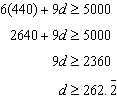 6(440) + 9d ≥ 5000
2640 + 9d ≥ 5000
9d ≥ 2360
d ≥ 262.2̅